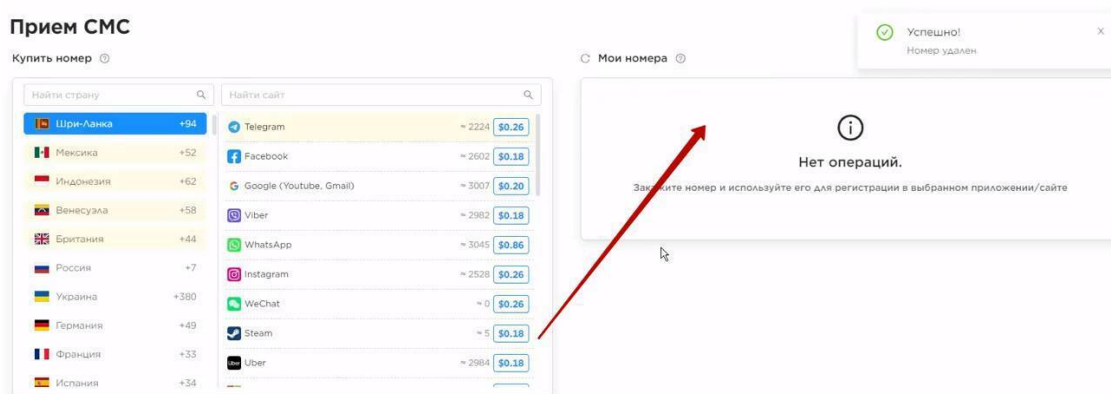 Прием СМС
Купить номер
Найти страну
Шри-Ланка +94
Мексика +52
Индонезия +62
Венесуэла +58
Британия +44
Россия +7
Украина +380
Германия +49
Франция +33
Испания +34
Найти сайт
Telegram ≈ 2224 $0.26
Facebook ≈ 2602 $0.18
Google (Youtube, Gmail) ≈ 3007 $0.20
Viber ≈ 2982 $0.18
WhatsApp ≈ 3045 $0.86
Instagram ≈ 2528 $0.26
WeChat ≈ 0 $0.26
Steam ≈ 5 $0.18
Uber Uber ≈ 2984 $0.18
Мои номера
Нет операций.
Закажите номер и используйте его для регистрации в выбранном приложении/сайте
Успешно!
Номер удален